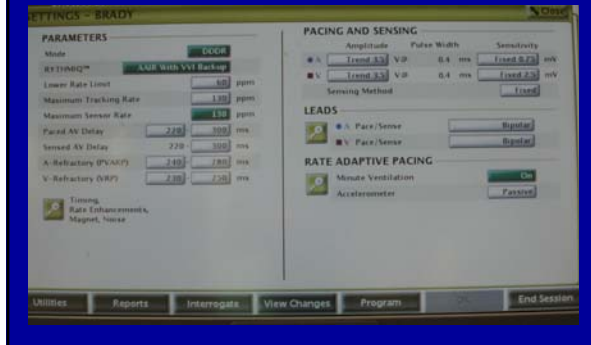 SETTINGS - BRADY
Close
PARAMETERS
Mode DDDR
RYTHMIQ™ AAIR With VVI Backup
Lower Rate Limit 60 ppm
Maximum Tracking Rate 130 ppm
Maximum Sensor Rate 130 ppm
Paced AV Delay 220 - 300 ms
Sensed AV Delay 220 - 300 ms
A-Refractory (PVARP) 240 - 280 ms
V-Refractory (VRP) 230 - 250 ms
Timing,
Rate Enhancements,
Magnet, Noise
PACING AND SENSING
Amplitude Pulse Width Sensitivity
A Trend 3.5 V @ 0.4 ms Fixed 0.25 mV
V Trend 3.5 V @ 0.4 ms Fixed 2.5 mV
Sensing Method Fixed
LEADS
A Pace/Sense Bipolar
V Pace/Sense Bipolar
RATE ADAPTIVE PACING
Minute Ventilation On
Accelerometer Passive
Utilities Reports Interrogate View Changes Program End Session